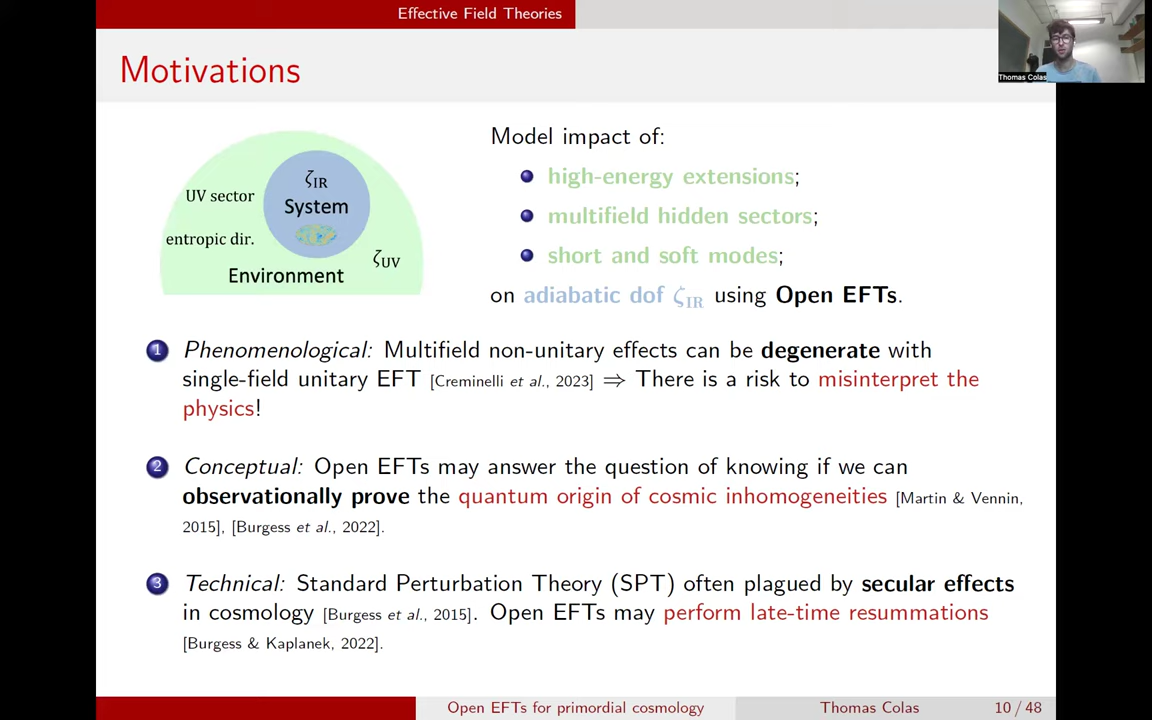 Effective Field Theories
Motivations
Thomas Colas
UV sector
entropic dir.
ζIR
System
ζUV
Environment
Model impact of:
high-energy extensions;
multifield hidden sectors;
short and soft modes;
on adiabatic dof ζIR using Open EFTs.
1 Phenomenological: Multifield non-unitary effects can be degenerate with
single-field unitary EFT [Creminelli et al., 2023] ⇒ There is a risk to misinterpret the
physics!
2 Conceptual: Open EFTs may answer the question of knowing if we can
observationally prove the quantum origin of cosmic inhomogeneities [Martin & Vennin,
2015], [Burgess et al., 2022].
3 Technical: Standard Perturbation Theory (SPT) often plagued by secular effects
in cosmology [Burgess et al., 2015]. Open EFTs may perform late-time resummations
[Burgess & Kaplanek, 2022].
Open EFTs for primordial cosmology
Thomas Colas
10 / 48